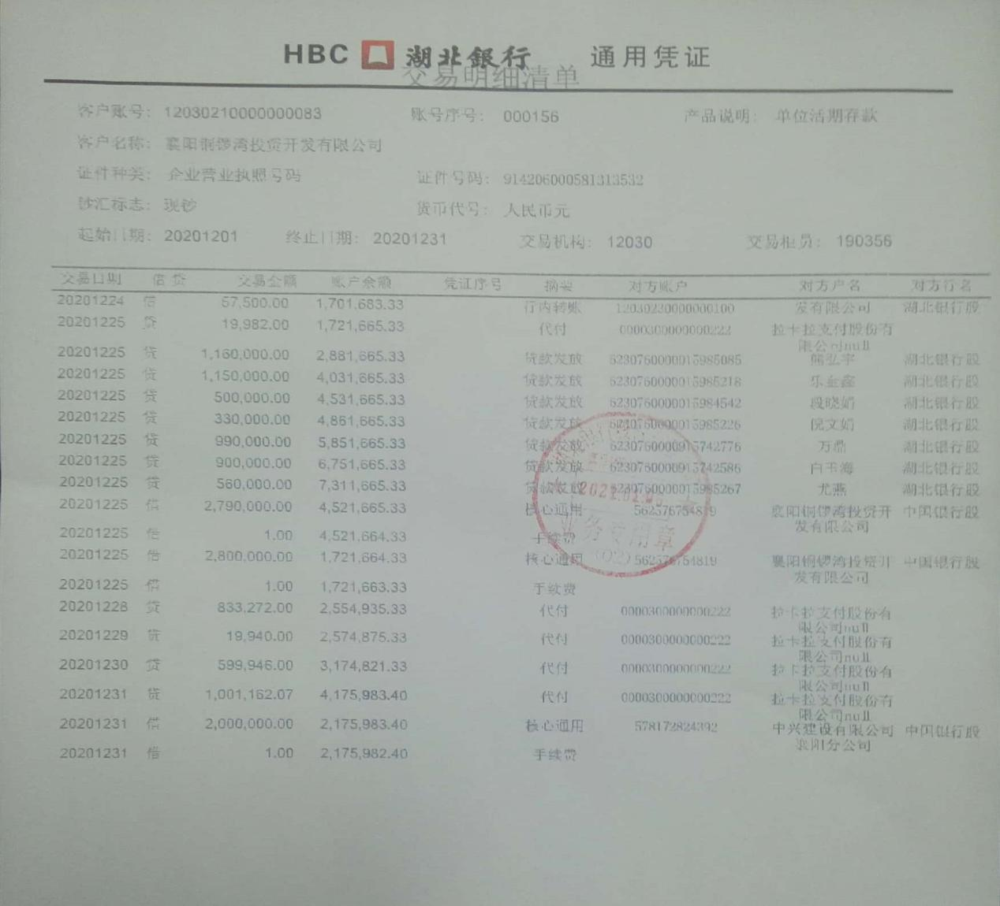 HBC 湖北银行 通用凭证
交易明细清单
客户账号： 12030210000000083 账号序号： 000156 产品说明： 单位活期存款
客户名称： 襄阳铜锣湾投资开发有限公司
证件种类： 企业营业执照号码 证件号码： 914206000581313532
钞汇标志： 现钞 货币代号： 人民币元
起始日期： 20201201 终止日期： 20201231 交易机构： 12030 交易柜员： 190356
交易日期 借贷 交易金额 账户余额 凭证序号 摘要 对方账户 对方户名 对方行名
20201224 借 57,500.00 1,701,683.33 行内转账 12030230000000100 发有限公司 湖北银行股
20201225 贷 19,982.00 1,721,665.33 代付 0000300000000222 拉卡拉支付股份有
限公司null
20201225 贷 1,160,000.00 2,881,665.33 贷款发放 6230760000015985085 熊弘宇 湖北银行股
20201225 贷 1,150,000.00 4,031,665.33 贷款发放 6230760000015985218 乐金鑫 湖北银行股
20201225 贷 500,000.00 4,531,665.33 贷款发放 6230760000015984542 段晓娟 湖北银行股
20201225 贷 330,000.00 4,861,665.33 贷款发放 6230760000015985226 倪文娟 湖北银行股
20201225 贷 990,000.00 5,851,665.33 贷款发放 6230760000915742776 万鼎 湖北银行股
20201225 贷 900,000.00 6,751,665.33 贷款发放 6230760000915742586 白玉海 湖北银行股
20201225 贷 560,000.00 7,311,665.33 贷款发放 6230760000015985267 尤燕 湖北银行股
20201225 借 2,790,000.00 4,521,665.33 核心通用 562576754819 襄阳铜锣湾投资开 中国银行股
发有限公司
20201225 借 1.00 4,521,664.33 手续费
20201225 借 2,800,000.00 1,721,664.33 核心通用 562576754819 襄阳铜锣湾投资开 中国银行股
发有限公司
20201225 借 1.00 1,721,663.33 手续费
20201228 贷 833,272.00 2,554,935.33 代付 0000300000000222 拉卡拉支付股份有
限公司null
20201229 贷 19,940.00 2,574,875.33 代付 0000300000000222 拉卡拉支付股份有
限公司null
20201230 贷 599,946.00 3,174,821.33 代付 0000300000000222 拉卡拉支付股份有
限公司null
20201231 贷 1,001,162.07 4,175,983.40 代付 0000300000000222 拉卡拉支付股份有
限公司null
20201231 借 2,000,000.00 2,175,983.40 核心通用 578172824392 中兴建设有限公司 中国银行股
襄阳分公司
20201231 借 1.00 2,175,982.40 手续费
业务专用章
(02)